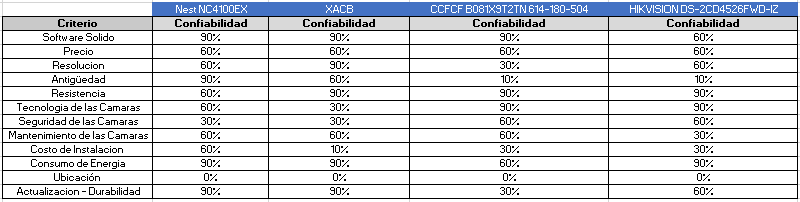 Nest NC4100EX XACB CCFCF B081X9T2TN 614-180-504 HIKVISION DS-2CD4526FWD-IZ
Criterio Confiabilidad Confiabilidad Confiabilidad Confiabilidad
Software Solido 90% 90% 90% 60%
Precio 60% 60% 60% 60%
Resolucion 60% 90% 30% 60%
Antigüedad 90% 60% 10% 10%
Resistencia 60% 90% 90% 90%
Tecnologia de las Camaras 60% 30% 90% 90%
Seguridad de las Camaras 30% 30% 60% 60%
Mantenimiento de las Camaras 60% 60% 60% 30%
Costo de Instalacion 60% 10% 30% 30%
Consumo de Energia 90% 90% 60% 90%
Ubicación 0% 0% 0% 0%
Actualizacion - Durabilidad 90% 90% 30% 60%